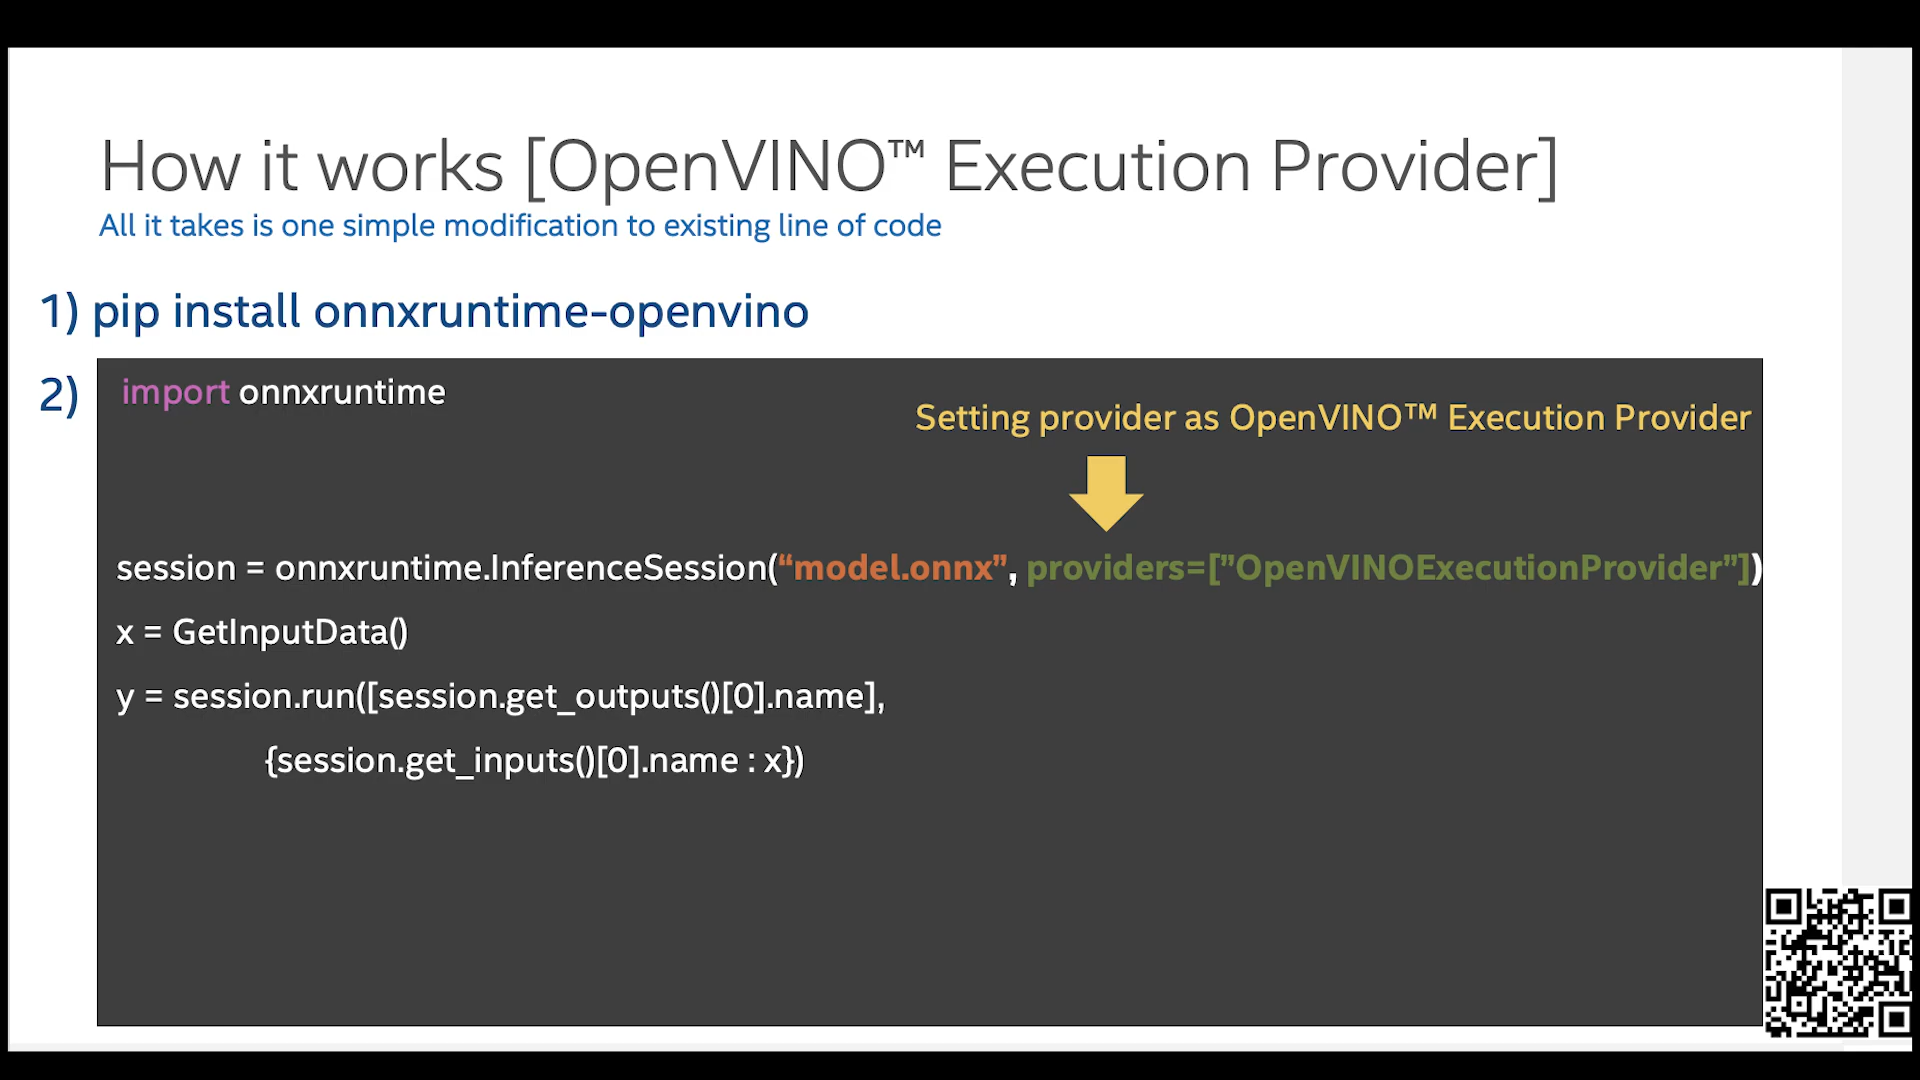 How it works [OpenVINO™ Execution Provider]
All it takes is one simple modification to existing line of code
1) pip install onnxruntime-openvino
2)
import onnxruntime
Setting provider as OpenVINO™ Execution Provider
session = onnxruntime.InferenceSession(“model.onnx”, providers=[”OpenVINOExecutionProvider”])
x = GetInputData()
y = session.run([session.get_outputs()[0].name],
{session.get_inputs()[0].name : x})